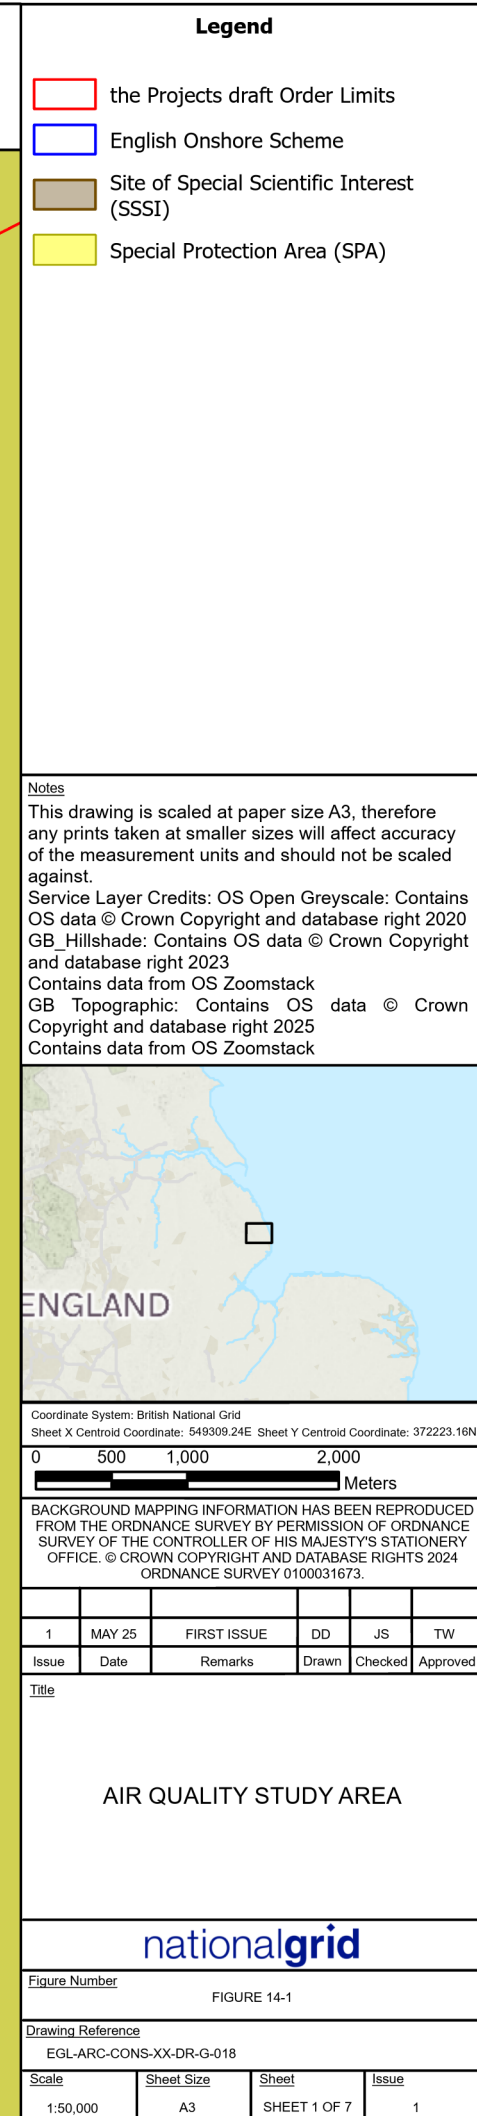 Legend
the Projects draft Order Limits
English Onshore Scheme
Site of Special Scientific Interest
(SSSI)
Special Protection Area (SPA)
Notes
This drawing is scaled at paper size A3, therefore
any prints taken at smaller sizes will affect accuracy
of the measurement units and should not be scaled
against.
Service Layer Credits: OS Open Greyscale: Contains
OS data © Crown Copyright and database right 2020
GB_Hillshade: Contains OS data © Crown Copyright
and database right 2023
Contains data from OS Zoomstack
GB Topographic: Contains OS data © Crown
Copyright and database right 2025
Contains data from OS Zoomstack
ENGLAND
Coordinate System: British National Grid
Sheet X Centroid Coordinate: 549309.24E Sheet Y Centroid Coordinate: 372223.16N
0 500 1,000 2,000
Meters
BACKGROUND MAPPING INFORMATION HAS BEEN REPRODUCED
FROM THE ORDNANCE SURVEY BY PERMISSION OF ORDNANCE
SURVEY OF THE CONTROLLER OF HIS MAJESTY'S STATIONERY
OFFICE. © CROWN COPYRIGHT AND DATABASE RIGHTS 2024
ORDNANCE SURVEY 0100031673.
1 MAY 25 FIRST ISSUE DD JS TW
Issue Date Remarks Drawn Checked Approved
Title
AIR QUALITY STUDY AREA
nationalgrid
Figure Number
FIGURE 14-1
Drawing Reference
EGL-ARC-CONS-XX-DR-G-018
Scale Sheet Size Sheet Issue
1:50,000 A3 SHEET 1 OF 7 1